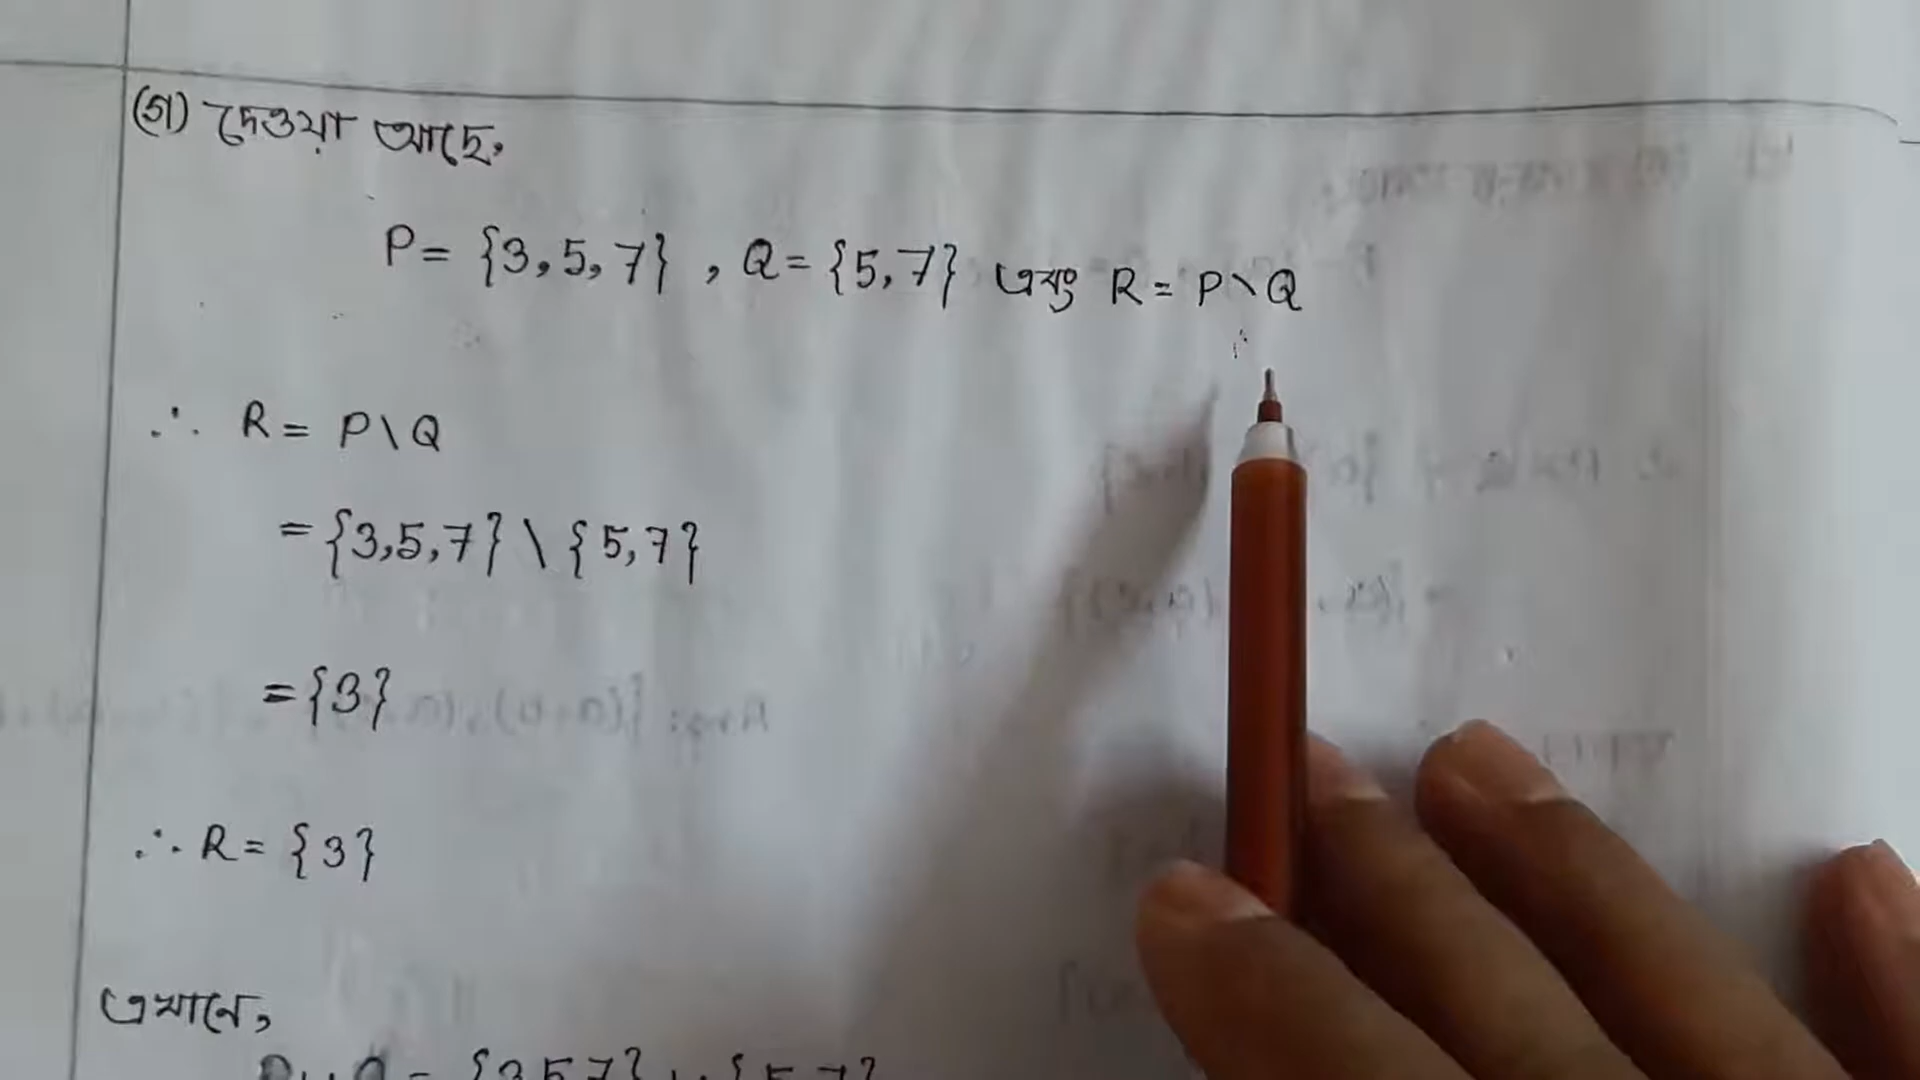 (গ) দেওয়া আছে,
P = {3,5,7} , Q = {5,7} এবং R = P \ Q
∴ R = P \ Q
= {3,5,7} \ {5,7}
= {3}
∴ R = {3}
এখানে,